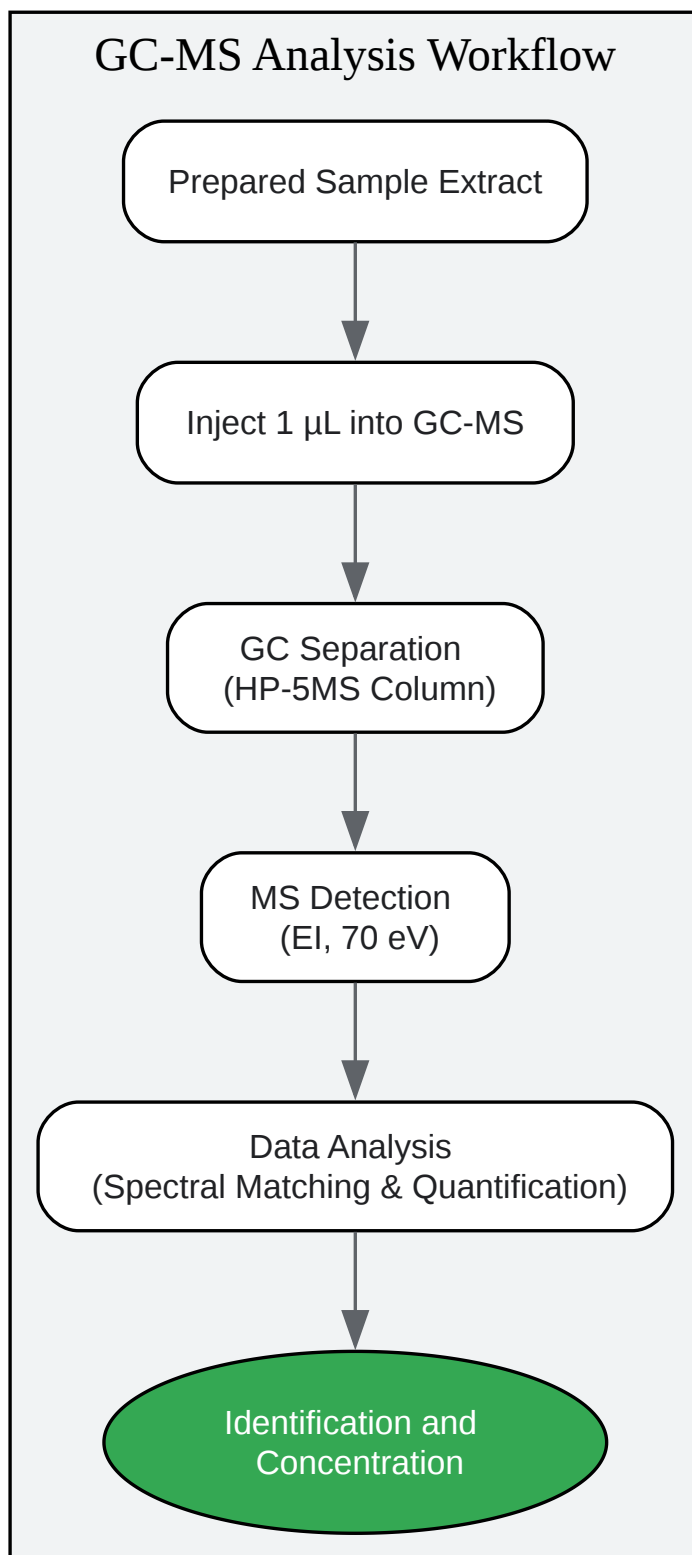 GC-MS Analysis Workflow
Prepared Sample Extract
Inject 1 µL into GC-MS
GC Separation
(HP-5MS Column)
MS Detection
(EI, 70 eV)
Data Analysis
(Spectral Matching & Quantification)
Identification and
Concentration